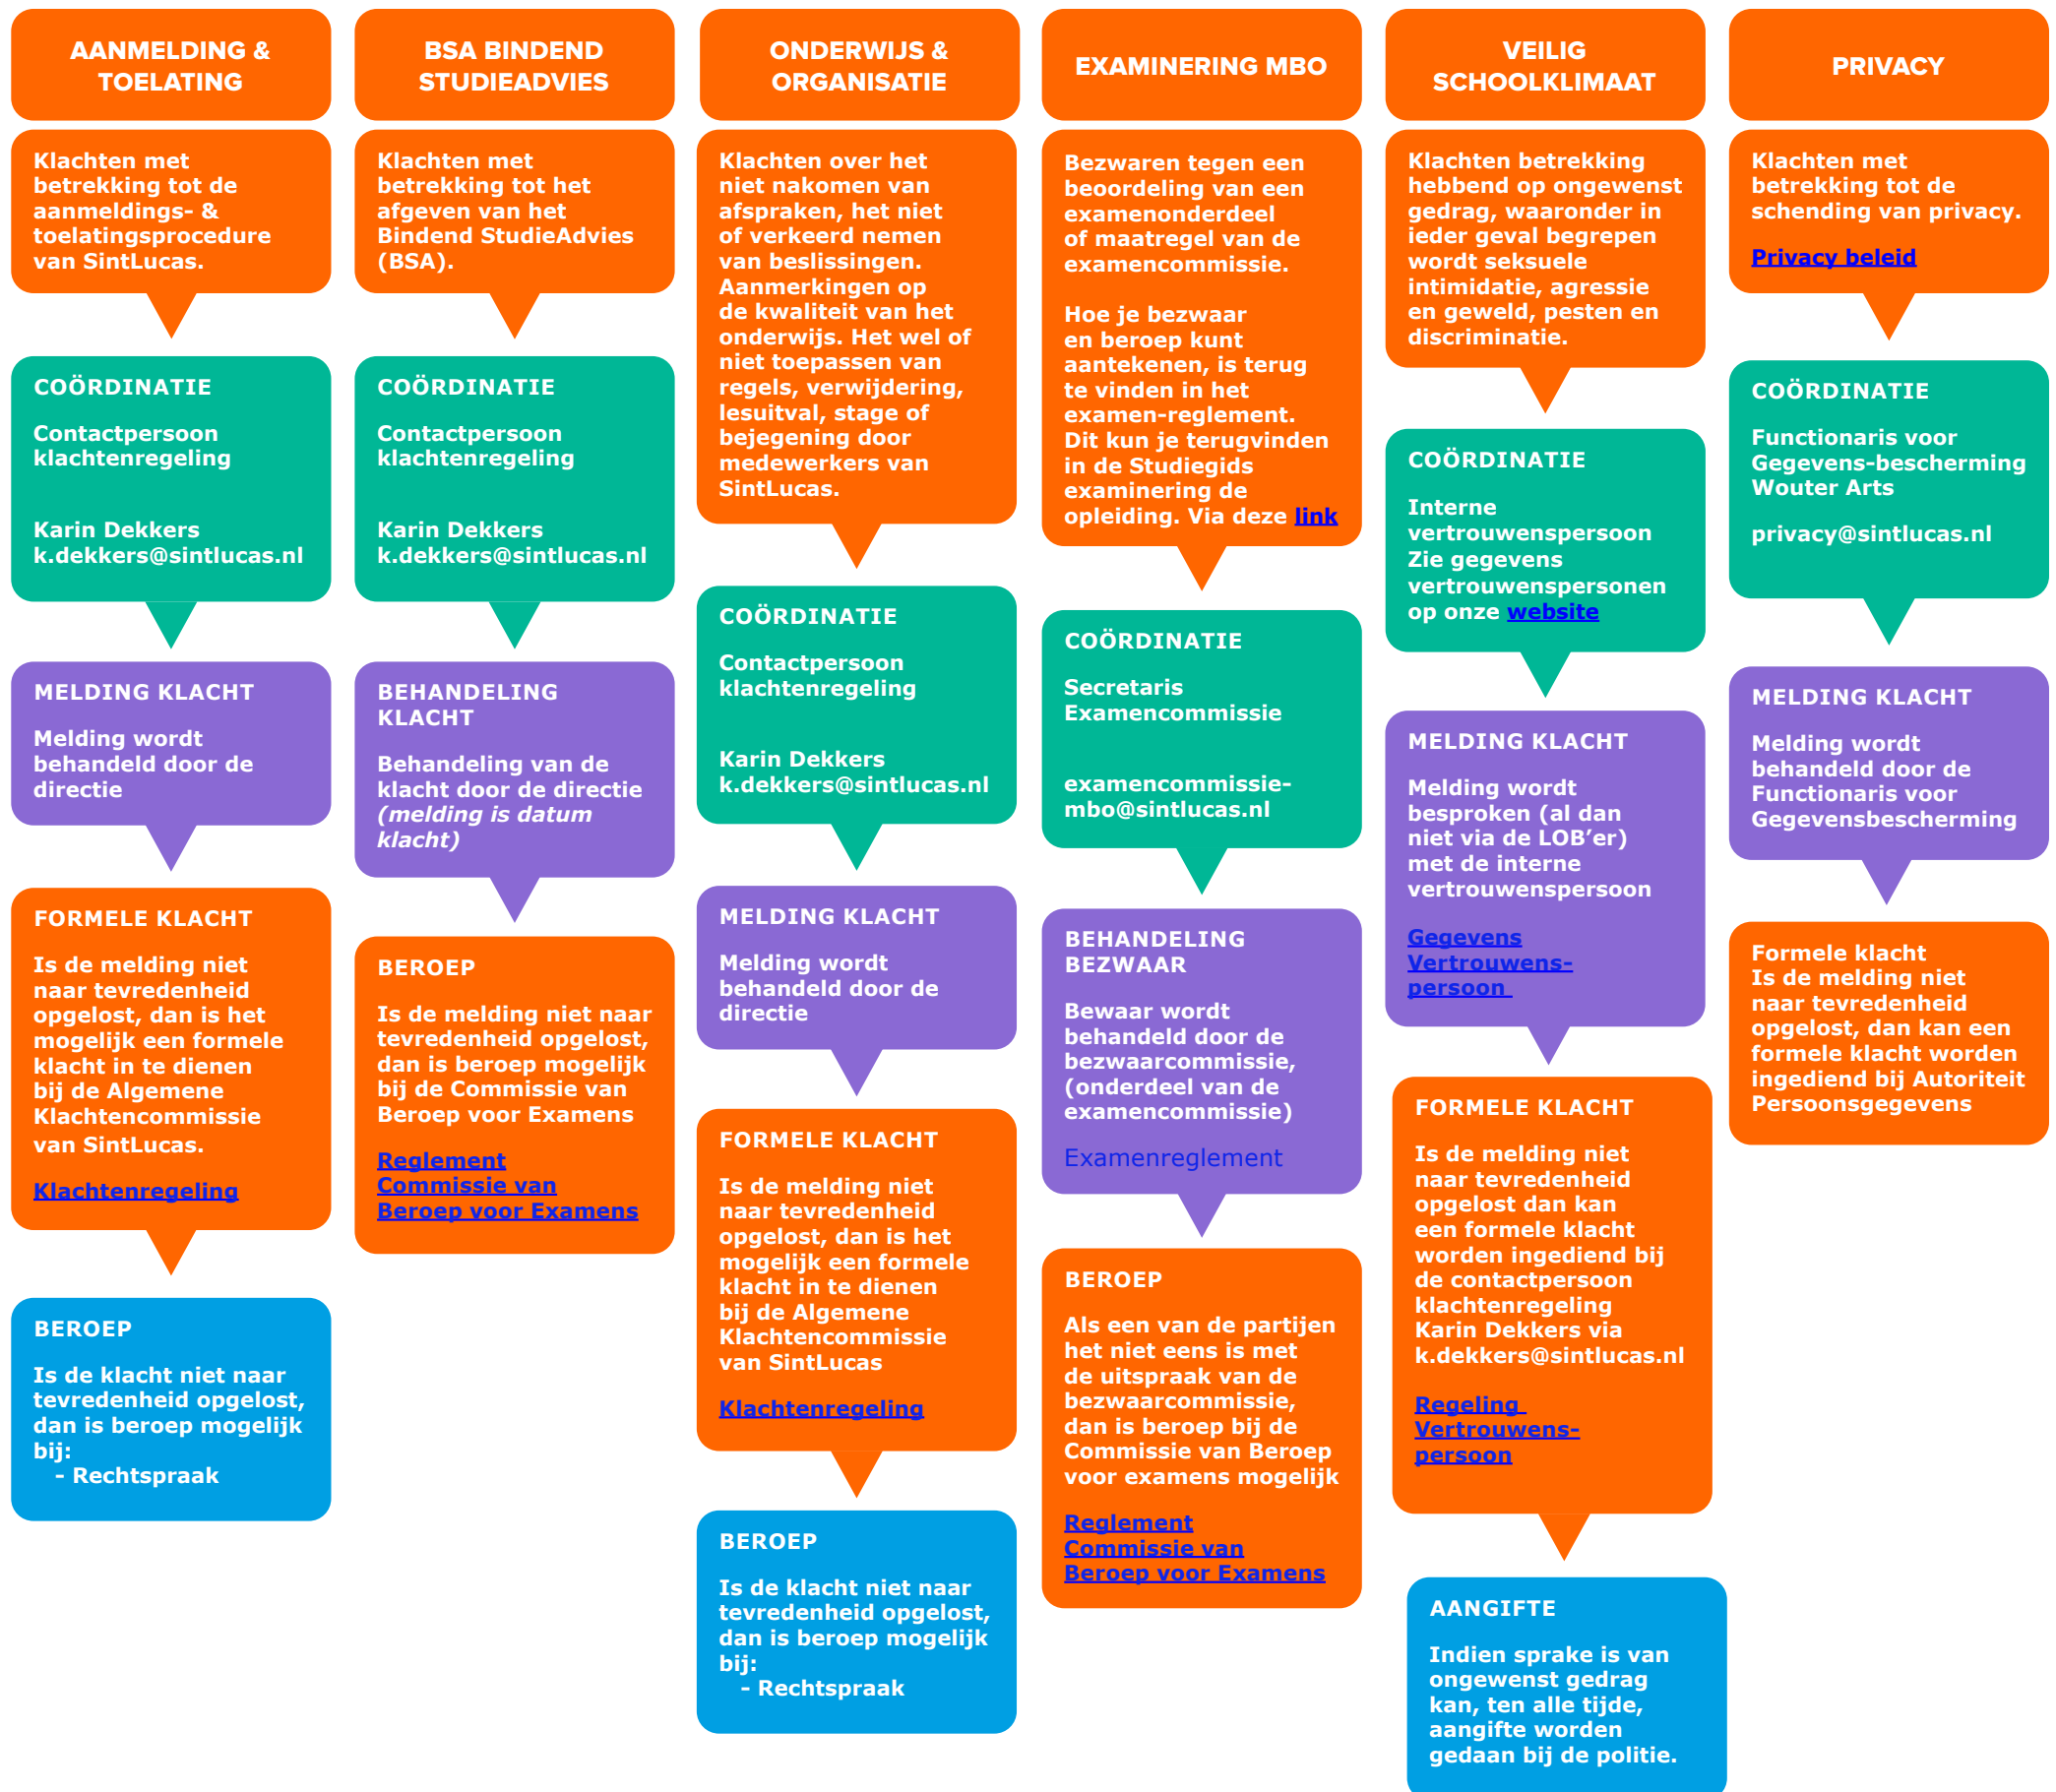 AANMELDING &
TOELATING
Klachten met
betrekking tot de
aanmeldings- &
toelatingsprocedure
van SintLucas.
COÖRDINATIE
Contactpersoon
klachtenregeling
Karin Dekkers
k.dekkers@sintlucas.nl
MELDING KLACHT
Melding wordt
behandeld door de
directie
FORMELE KLACHT
Is de melding niet
naar tevredenheid
opgelost, dan is het
mogelijk een formele
klacht in te dienen
bij de Algemene
Klachtencommissie
van SintLucas.
Klachtenregeling
BEROEP
Is de klacht niet naar
tevredenheid opgelost,
dan is beroep mogelijk
bij:
- Rechtspraak
BSA BINDEND
STUDIEADVIES
Klachten met
betrekking tot het
afgeven van het
Bindend StudieAdvies
(BSA).
COÖRDINATIE
Contactpersoon
klachtenregeling
Karin Dekkers
k.dekkers@sintlucas.nl
BEHANDELING
KLACHT
Behandeling van de
klacht door de directie
(melding is datum
klacht)
BEROEP
Is de melding niet naar
tevredenheid opgelost,
dan is beroep mogelijk
bij de Commissie van
Beroep voor Examens
Reglement
Commissie van
Beroep voor Examens
ONDERWIJS &
ORGANISATIE
Klachten over het
niet nakomen van
afspraken, het niet
of verkeerd nemen
van beslissingen.
Aanmerkingen op
de kwaliteit van het
onderwijs. Het wel of
niet toepassen van
regels, verwijdering,
lesuitval, stage of
bejegening door
medewerkers van
SintLucas.
COÖRDINATIE
Contactpersoon
klachtenregeling
Karin Dekkers
k.dekkers@sintlucas.nl
MELDING KLACHT
Melding wordt
behandeld door de
directie
FORMELE KLACHT
Is de melding niet
naar tevredenheid
opgelost, dan is het
mogelijk een formele
klacht in te dienen
bij de Algemene
Klachtencommissie
van SintLucas
Klachtenregeling
BEROEP
Is de klacht niet naar
tevredenheid opgelost,
dan is beroep mogelijk
bij:
- Rechtspraak
EXAMINERING MBO
Bezwaren tegen een
beoordeling van een
examenonderdeel
of maatregel van de
examencommissie.
Hoe je bezwaar
en beroep kunt
aantekenen, is terug
te vinden in het
examen-reglement.
Dit kun je terugvinden
in de Studiegids
examinering de
opleiding. Via deze link
COÖRDINATIE
Secretaris
Examencommissie
examencommissie-
mbo@sintlucas.nl
BEHANDELING
BEZWAAR
Bewaar wordt
behandeld door de
bezwaarcommissie,
(onderdeel van de
examencommissie)
Examenreglement
BEROEP
Als een van de partijen
het niet eens is met
de uitspraak van de
bezwaarcommissie,
dan is beroep bij de
Commissie van Beroep
voor examens mogelijk
Reglement
Commissie van
Beroep voor Examens
VEILIG
SCHOOLKLIMAAT
Klachten betrekking
hebbend op ongewenst
gedrag, waaronder in
ieder geval begrepen
wordt seksuele
intimidatie, agressie
en geweld, pesten en
discriminatie.
COÖRDINATIE
Interne
vertrouwenspersoon
Zie gegevens
vertrouwenspersonen
op onze website
MELDING KLACHT
Melding wordt
besproken (al dan
niet via de LOB'er)
met de interne
vertrouwenspersoon
Gegevens
Vertrouwens-
persoon
FORMELE KLACHT
Is de melding niet
naar tevredenheid
opgelost dan kan
een formele klacht
worden ingediend bij
de contactpersoon
klachtenregeling
Karin Dekkers via
k.dekkers@sintlucas.nl
Regeling
Vertrouwens-
persoon
AANGIFTE
Indien sprake is van
ongewenst gedrag
kan, ten alle tijde,
aangifte worden
gedaan bij de politie.
PRIVACY
Klachten met
betrekking tot de
schending van privacy.
Privacy beleid
COÖRDINATIE
Functionaris voor
Gegevens-bescherming
Wouter Arts
privacy@sintlucas.nl
MELDING KLACHT
Melding wordt
behandeld door de
Functionaris voor
Gegevensbescherming
Formele klacht
Is de melding niet
naar tevredenheid
opgelost, dan kan een
formele klacht worden
ingediend bij Autoriteit
Persoonsgegevens